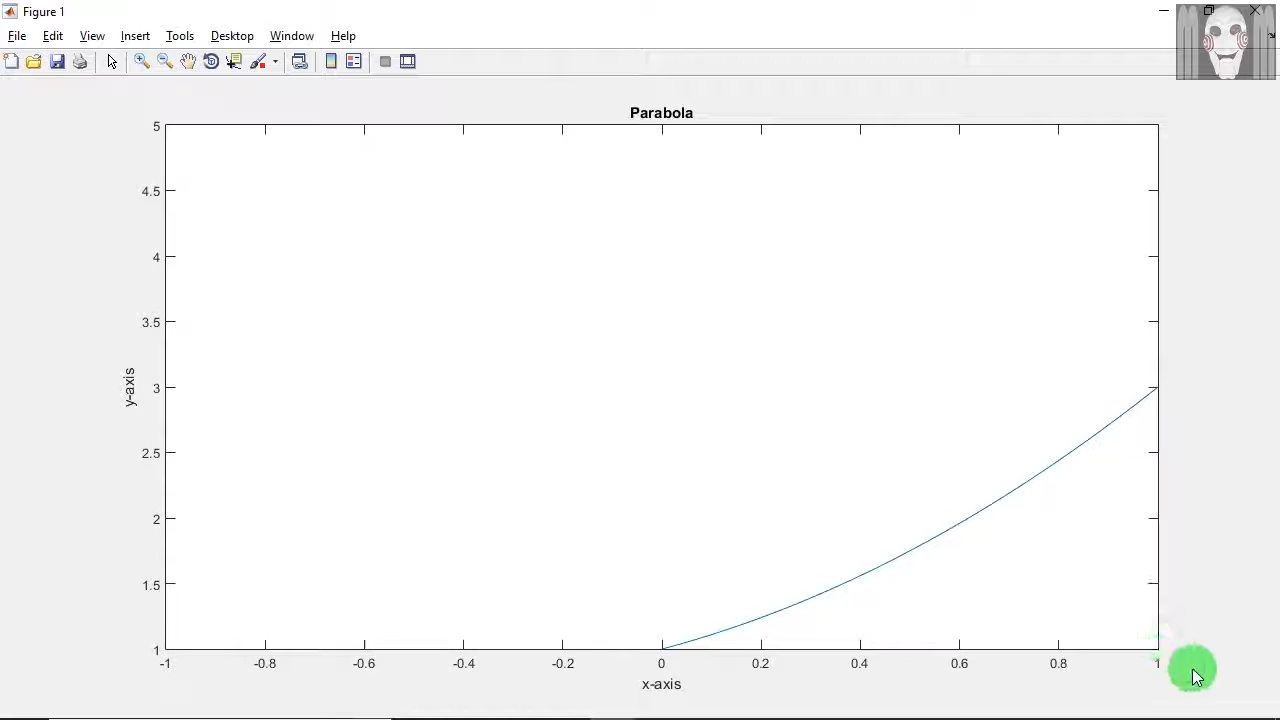 Figure 1
File Edit View Insert Tools Desktop Window Help
Parabola
5
4.5
4
3.5
3
2.5
2
1.5
1
y-axis
-1 -0.8 -0.6 -0.4 -0.2 0 0.2 0.4 0.6 0.8 1
x-axis